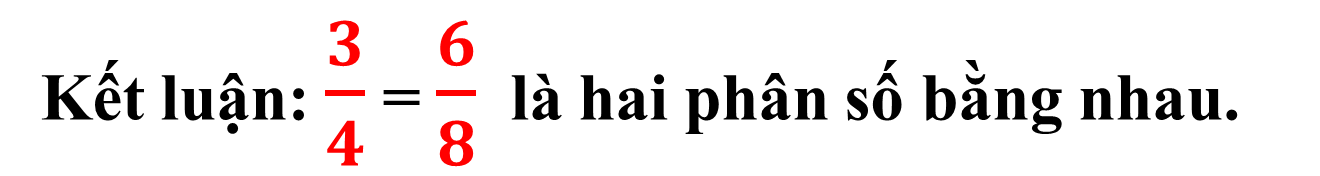 Kết luận: 3/4 = 6/8 là hai phân số bằng nhau.